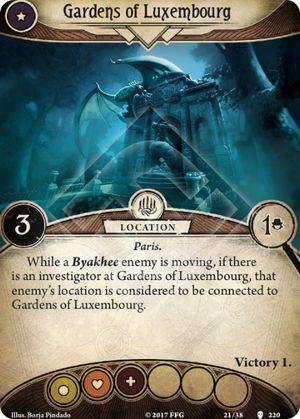 Gardens of Luxembourg
3
LOCATION
1
Paris.
While a Byakhee enemy is moving, if there
is an investigator at Gardens of Luxembourg, that
enemy's location is considered to be connected to
Gardens of Luxembourg.
Victory 1.
Illus. Borja Pindado
© 2017 FFG
21/38
220